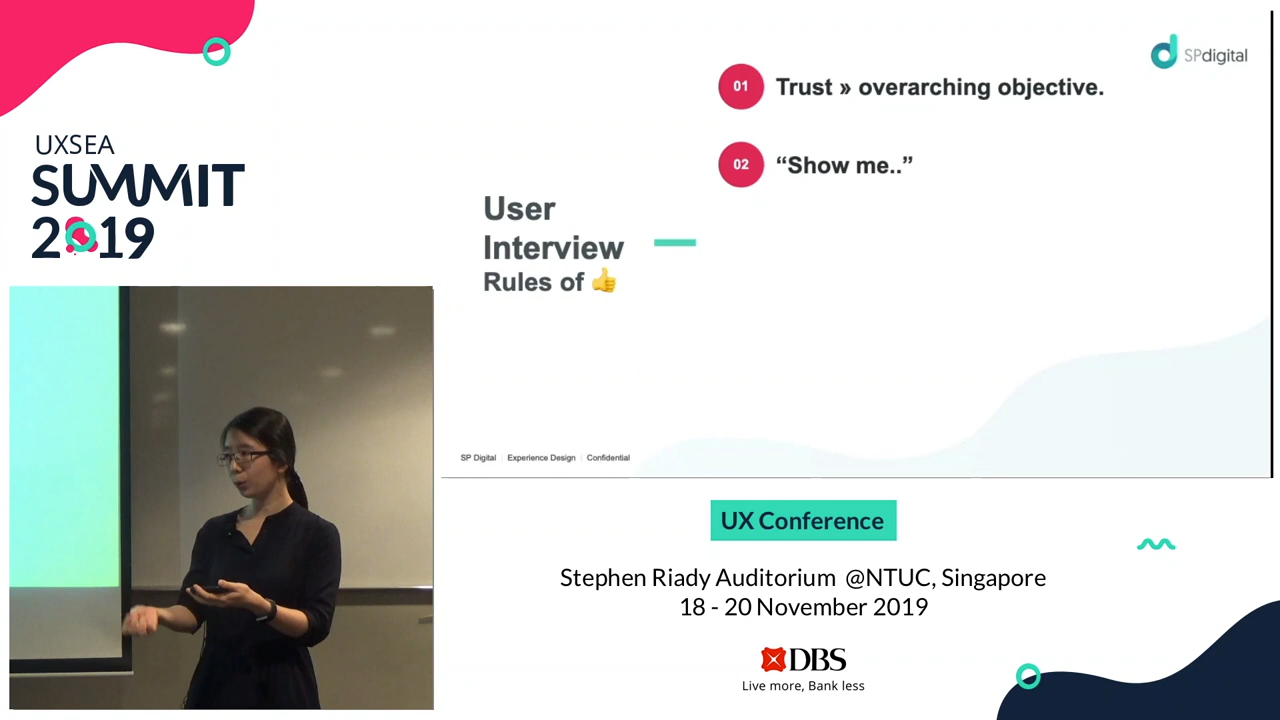 UXSEA
SUMMIT
2019
SPdigital
01 Trust » overarching objective.
02 “Show me..”
User
Interview
Rules of 👍
SP Digital | Experience Design | Confidential
UX Conference
Stephen Riady Auditorium @NTUC, Singapore
18 - 20 November 2019
DBS
Live more, Bank less